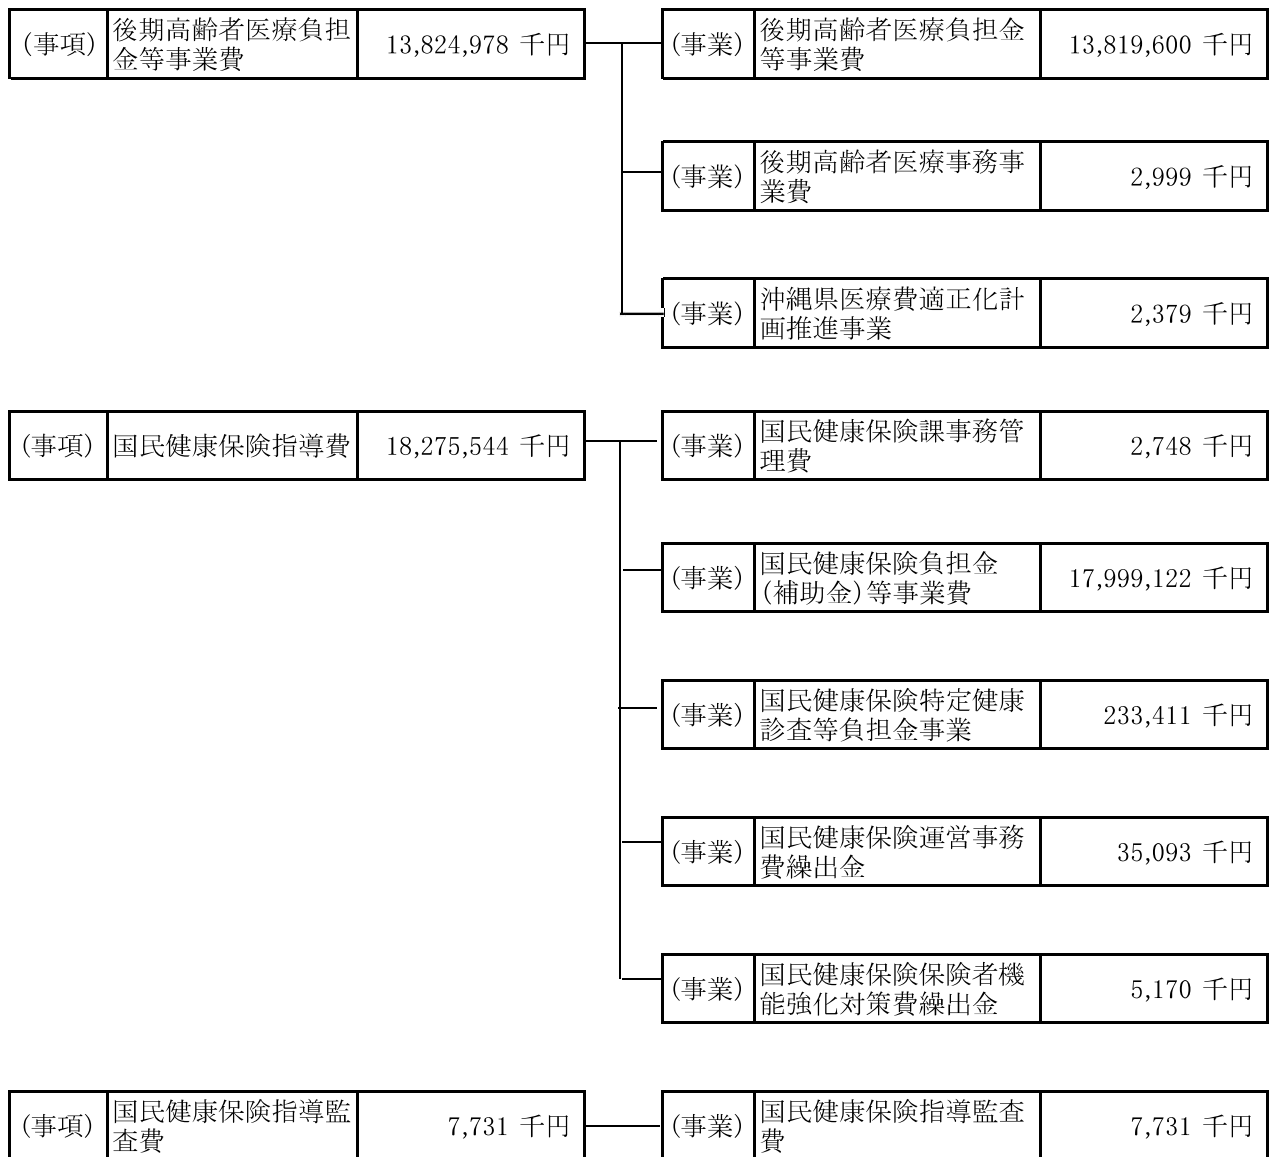 (事項) 後期高齢者医療負担金等事業費 13,824,978 千円
(事業) 後期高齢者医療負担金等事業費 13,819,600 千円
(事業) 後期高齢者医療事務事業費 2,999 千円
(事業) 沖縄県医療費適正化計画推進事業 2,379 千円
(事項) 国民健康保険指導費 18,275,544 千円
(事業) 国民健康保険課事務管理費 2,748 千円
(事業) 国民健康保険負担金(補助金)等事業費 17,999,122 千円
(事業) 国民健康保険特定健康診査等負担金事業 233,411 千円
(事業) 国民健康保険運営事務費繰出金 35,093 千円
(事業) 国民健康保険保険者機能強化対策費繰出金 5,170 千円
(事項) 国民健康保険指導監査費 7,731 千円
(事業) 国民健康保険指導監査費 7,731 千円